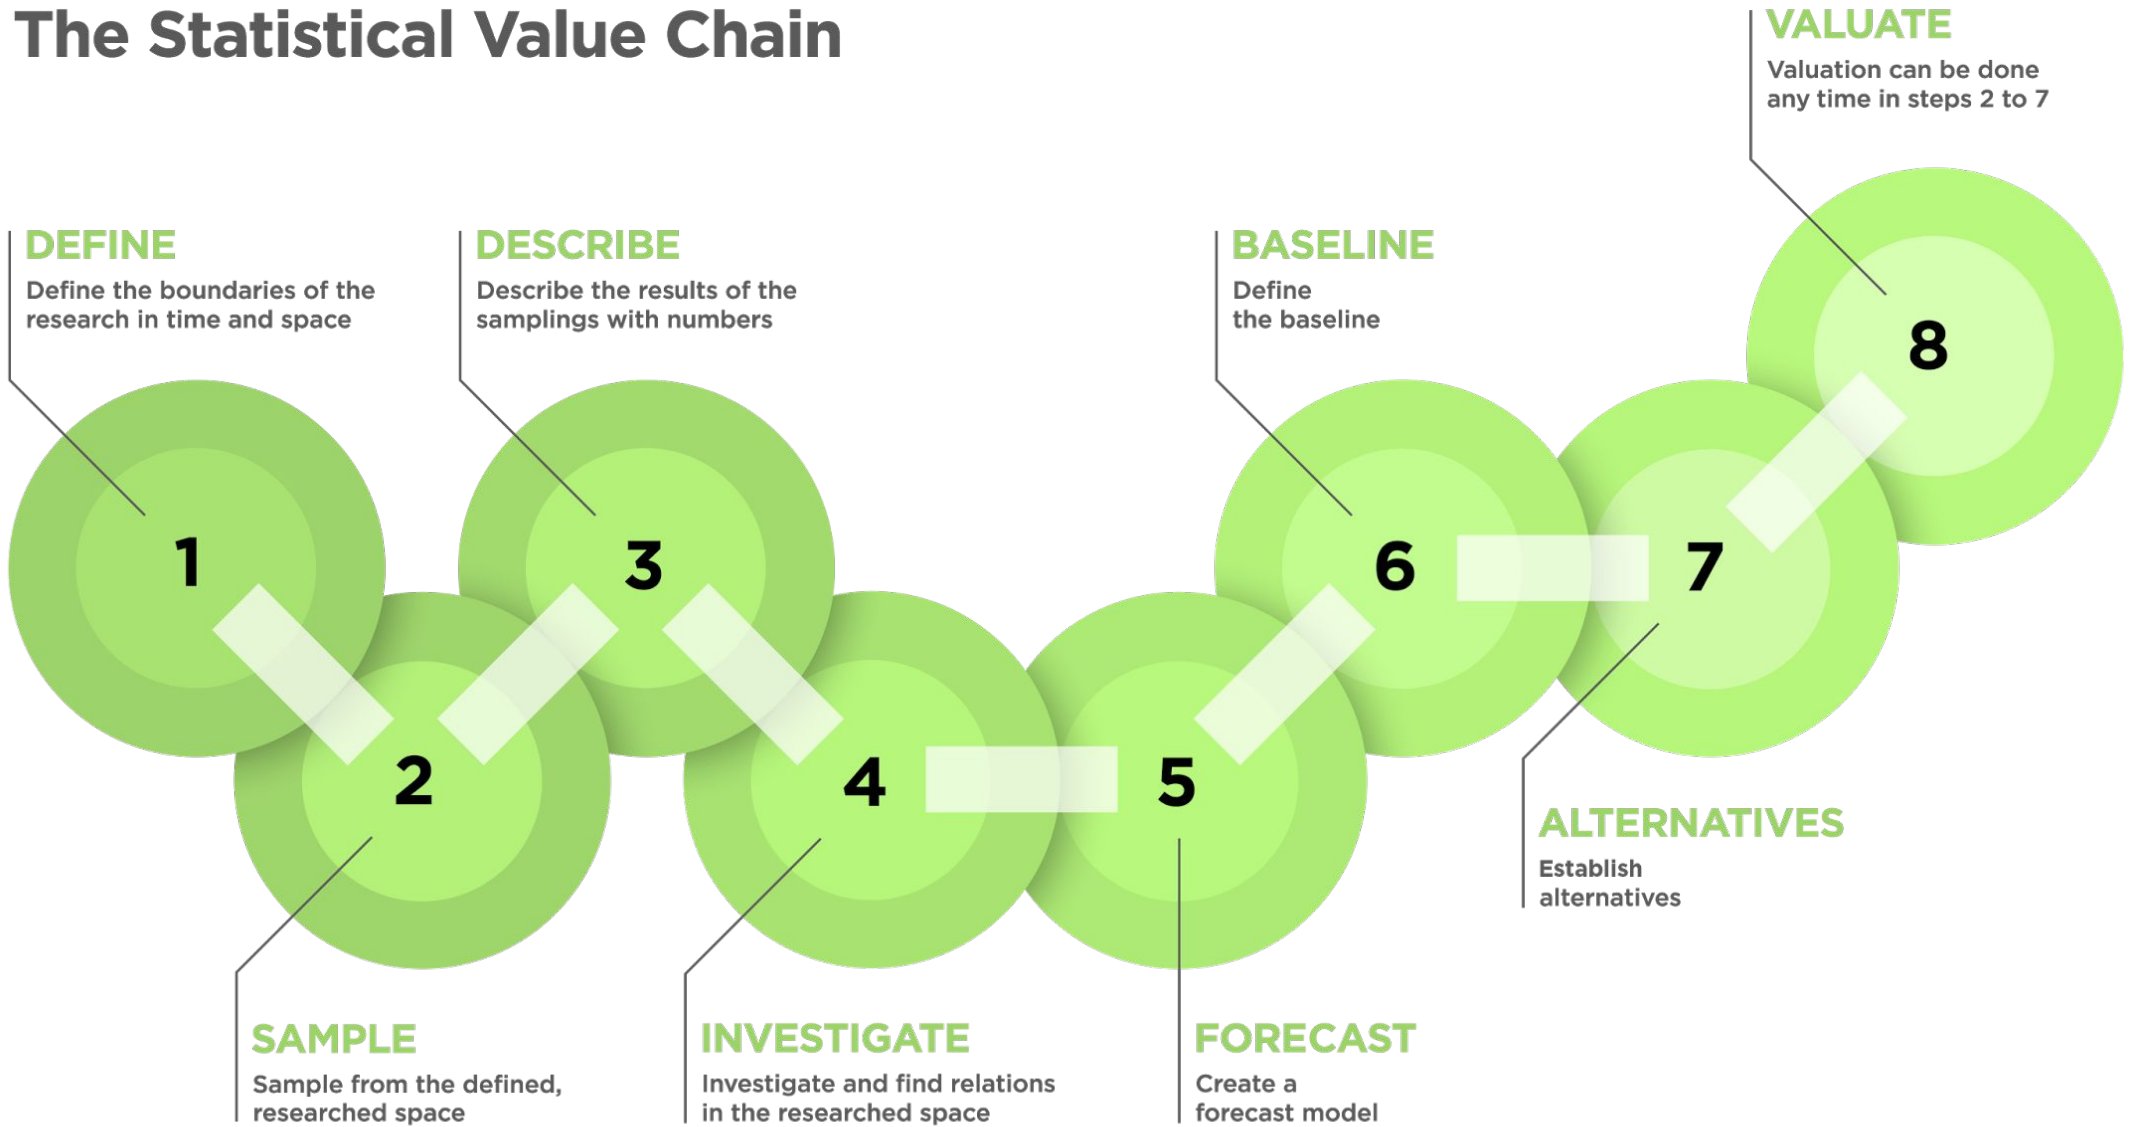 The Statistical Value Chain
1
DEFINE
Define the boundaries of the
research in time and space
2
SAMPLE
Sample from the defined,
researched space
3
DESCRIBE
Describe the results of the
samplings with numbers
4
INVESTIGATE
Investigate and find relations
in the researched space
5
FORECAST
Create a
forecast model
6
BASELINE
Define
the baseline
7
ALTERNATIVES
Establish
alternatives
8
VALUATE
Valuation can be done
any time in steps 2 to 7